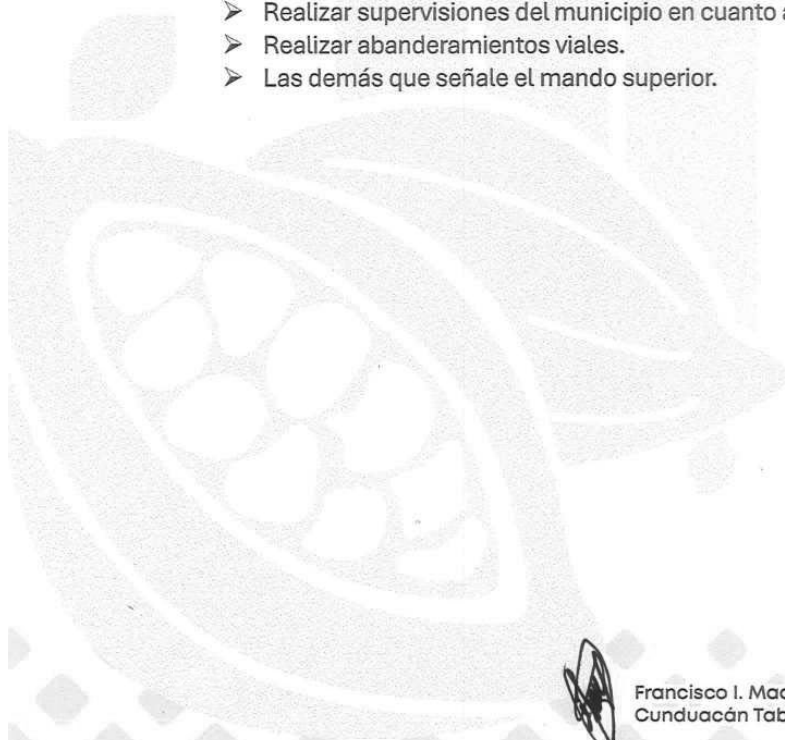 ➢ Realizar supervisiones del municipio en cuanto a
➢ Realizar abanderamientos viales.
➢ Las demás que señale el mando superior.
Francisco I. Mad
Cunduacán Tab